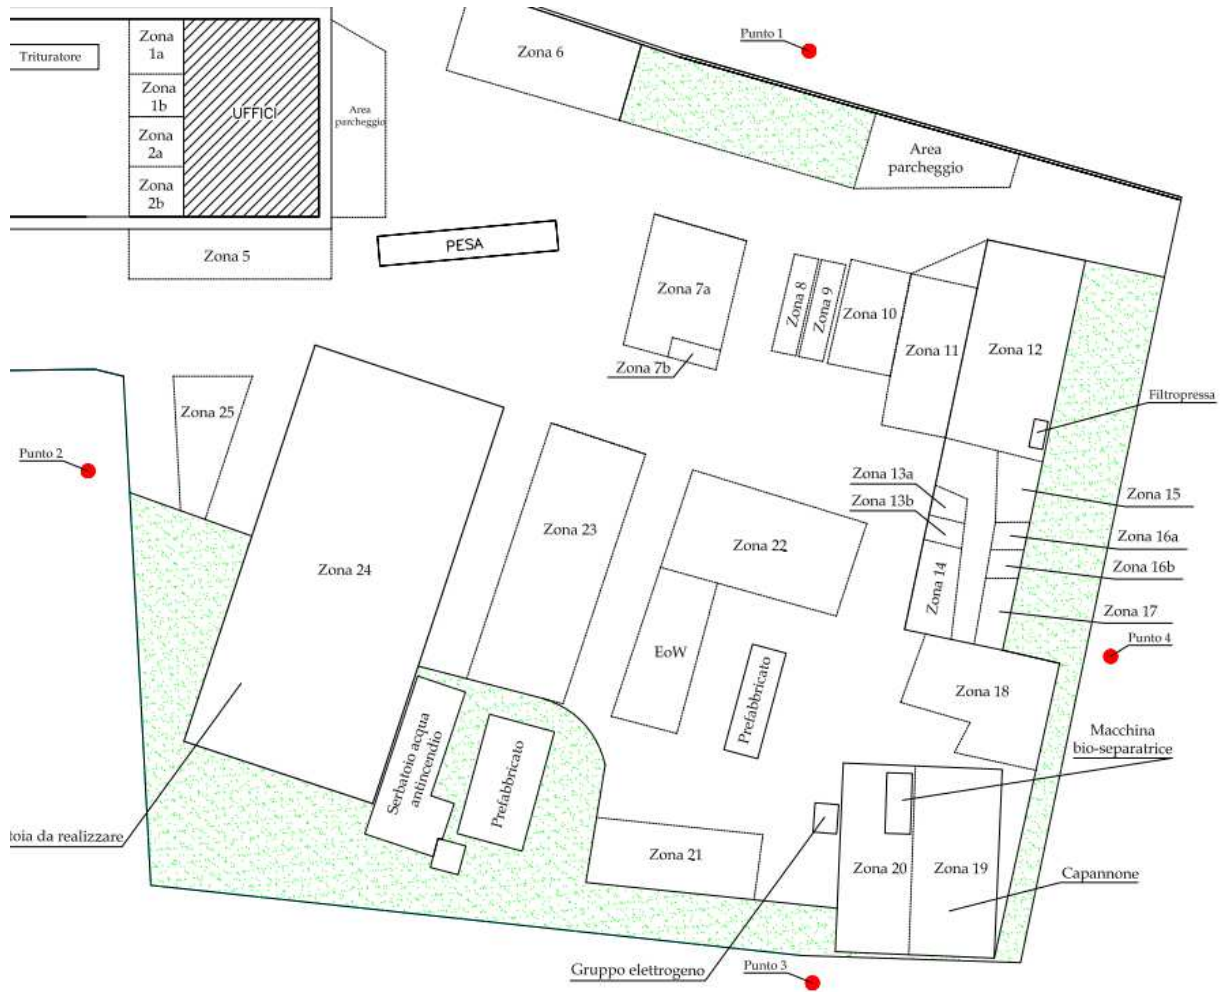 Zona
1a
Trituratore
Zona
1b
Zona
2a
Zona
2b
UFFICI
Area
parcheggio
Zona 5
PESA
Zona 6
Punto 1
Area
parcheggio
Zona 7a
Zona 7b
Zona 8
Zona 9
Zona 10
Zona 11
Zona 12
Filtropressa
Zona 25
Punto 2
Zona 13a
Zona 13b
Zona 14
Zona 15
Zona 16a
Zona 16b
Zona 17
Punto 4
Zona 24
Zona 23
Zona 22
EoW
Prefabbricato
Zona 18
Macchina
bio-separatrice
Serbatoio acqua
antincendio
Prefabbricato
toia da realizzare
Zona 21
Zona 20
Zona 19
Capannone
Gruppo elettrogeno
Punto 3